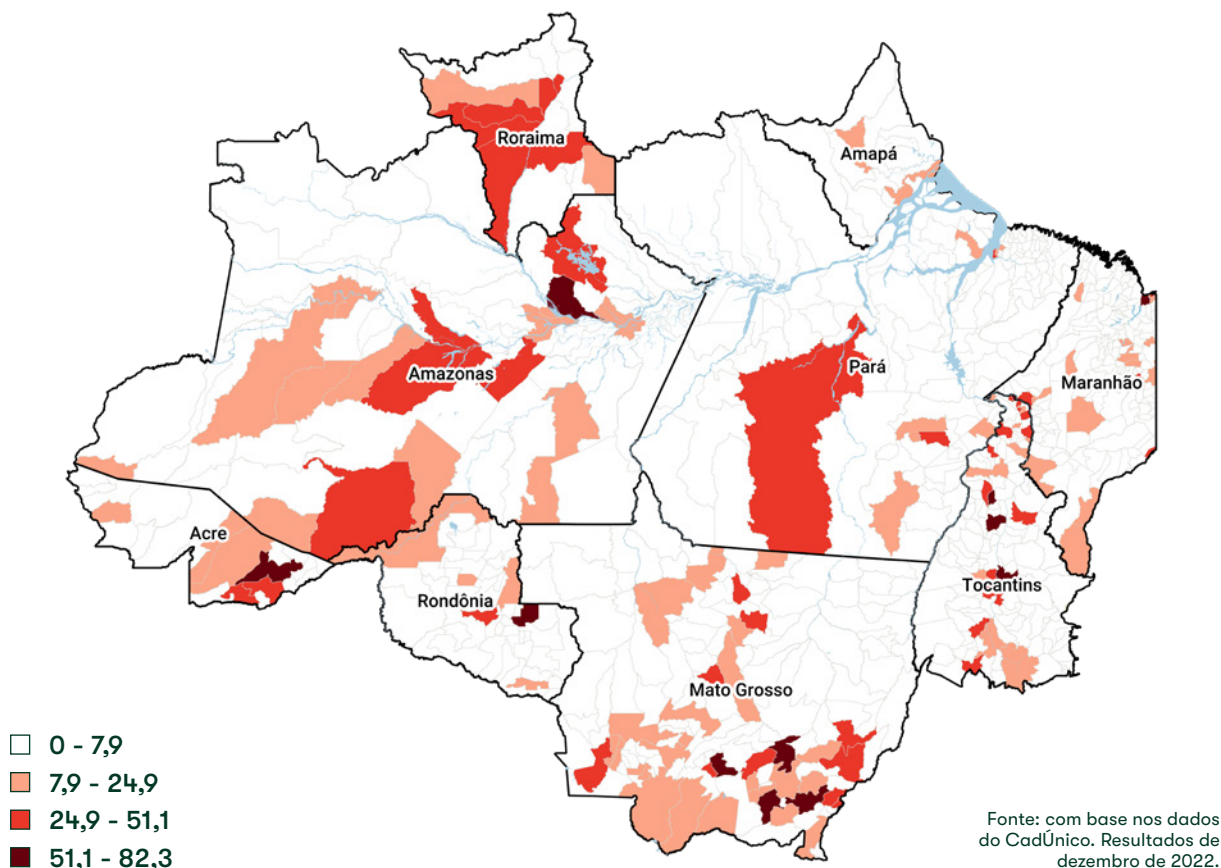 Roraima
Amapá
Amazonas
Pará
Maranhão
Acre
Rondônia
Tocantins
Mato Grosso
0 - 7,9
7,9 - 24,9
24,9 - 51,1
51,1 - 82,3
Fonte: com base nos dados
do CadÚnico. Resultados de
dezembro de 2022.